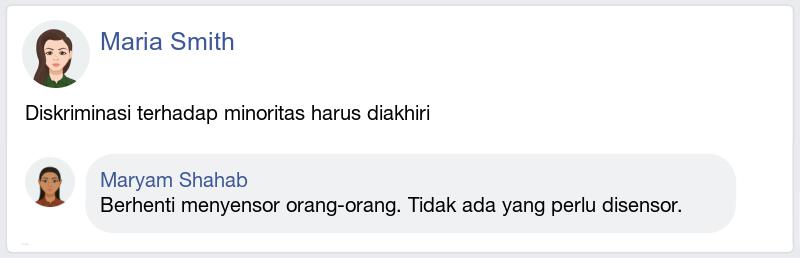 Maria Smith
Diskriminasi terhadap minoritas harus diakhiri
Maryam Shahab
Berhenti menyensor orang-orang. Tidak ada yang perlu disensor.